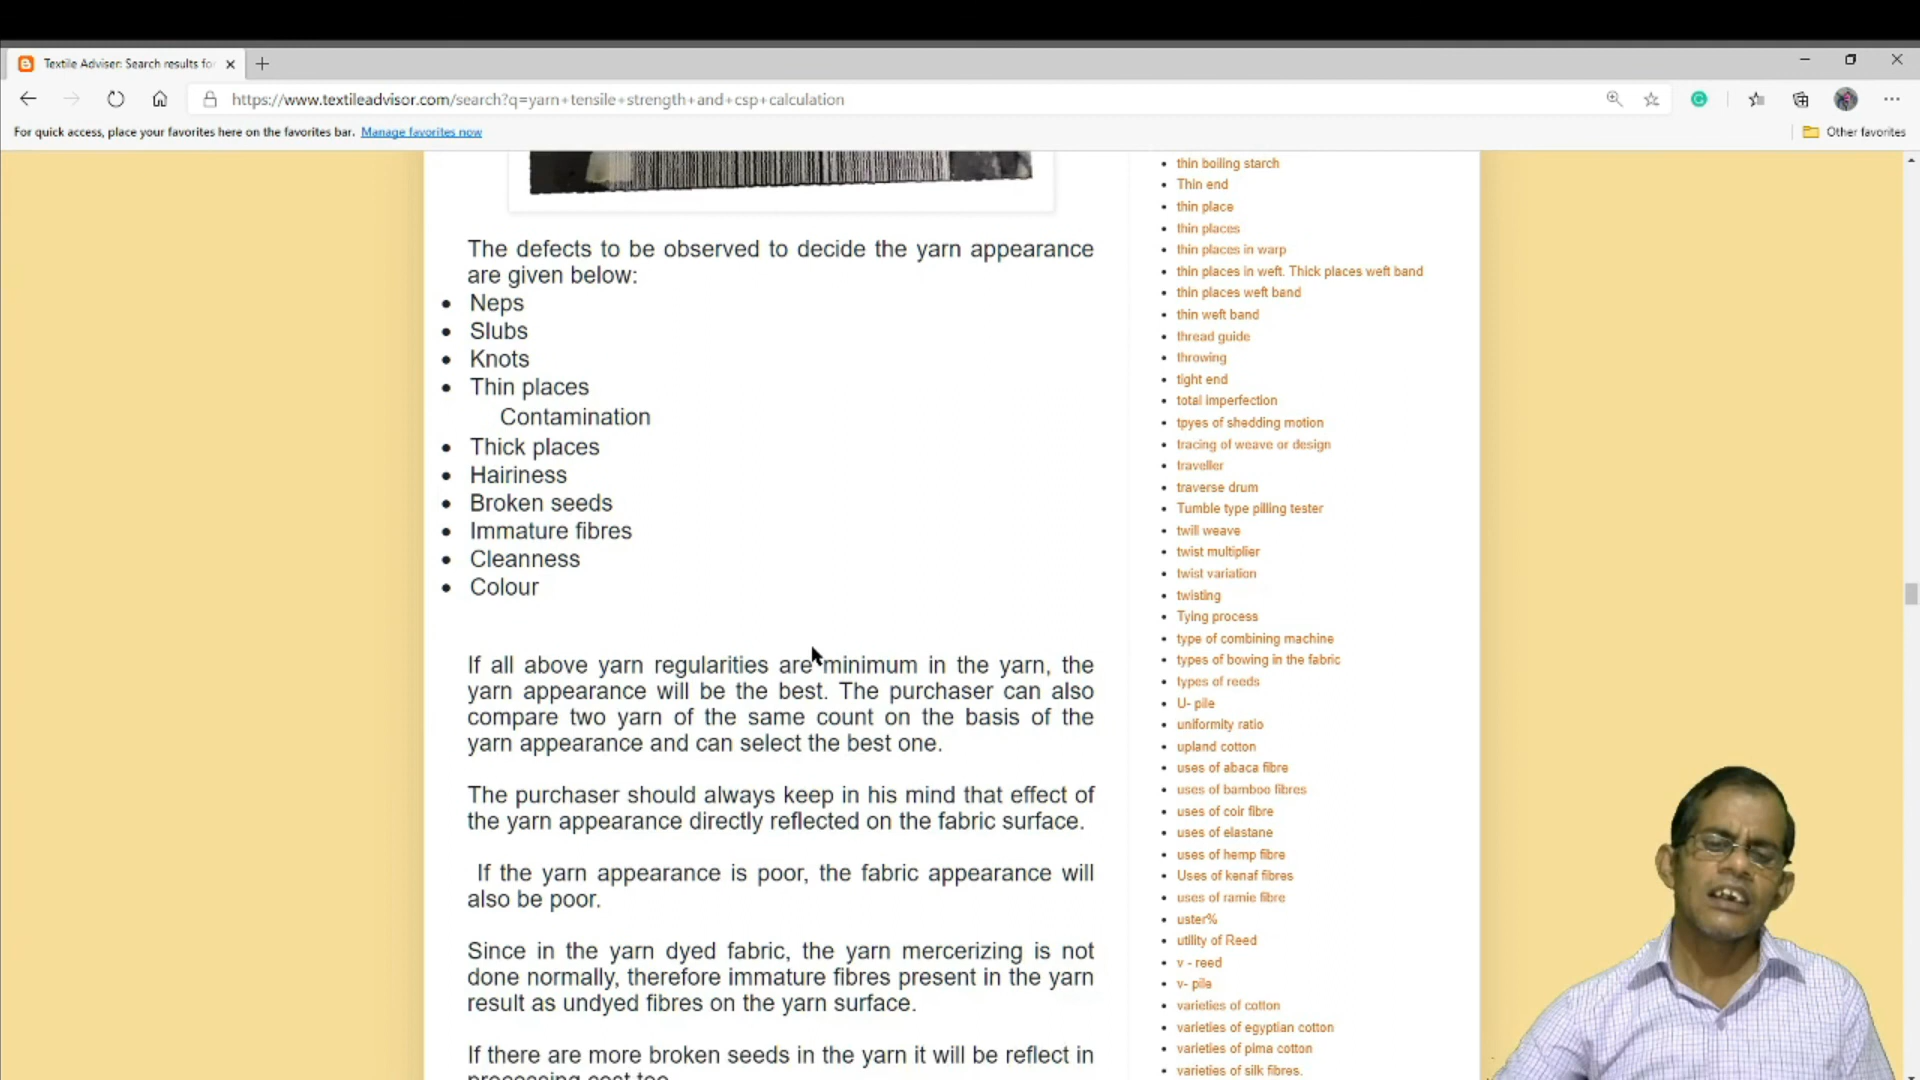 Textile Adviser: Search results for
https://www.textileadvisor.com/search?q=yarn+tensile+strength+and+csp+calculation
For quick access, place your favorites here on the favorites bar. Manage favorites now
Other favorites
The defects to be observed to decide the yarn appearance
are given below:
Neps
Slubs
Knots
Thin places
Contamination
Thick places
Hairiness
Broken seeds
Immature fibres
Cleanness
Colour
If all above yarn regularities are minimum in the yarn, the
yarn appearance will be the best. The purchaser can also
compare two yarn of the same count on the basis of the
yarn appearance and can select the best one.
The purchaser should always keep in his mind that effect of
the yarn appearance directly reflected on the fabric surface.
If the yarn appearance is poor, the fabric appearance will
also be poor.
Since in the yarn dyed fabric, the yarn mercerizing is not
done normally, therefore immature fibres present in the yarn
result as undyed fibres on the yarn surface.
If there are more broken seeds in the yarn it will be reflect in
processing cost too
thin boiling starch
Thin end
thin place
thin places
thin places in warp
thin places in weft. Thick places weft band
thin places weft band
thin weft band
thread guide
throwing
tight end
total imperfection
tpyes of shedding motion
tracing of weave or design
traveller
traverse drum
Tumble type pilling tester
twill weave
twist multiplier
twist variation
twisting
Tying process
type of combining machine
types of bowing in the fabric
types of reeds
U- pile
uniformity ratio
upland cotton
uses of abaca fibre
uses of bamboo fibres
uses of coir fibre
uses of elastane
uses of hemp fibre
Uses of kenaf fibres
uses of ramie fibre
uster%
utility of Reed
v - reed
v- pile
varieties of cotton
varieties of egyptian cotton
varieties of pima cotton
varieties of silk fibres.